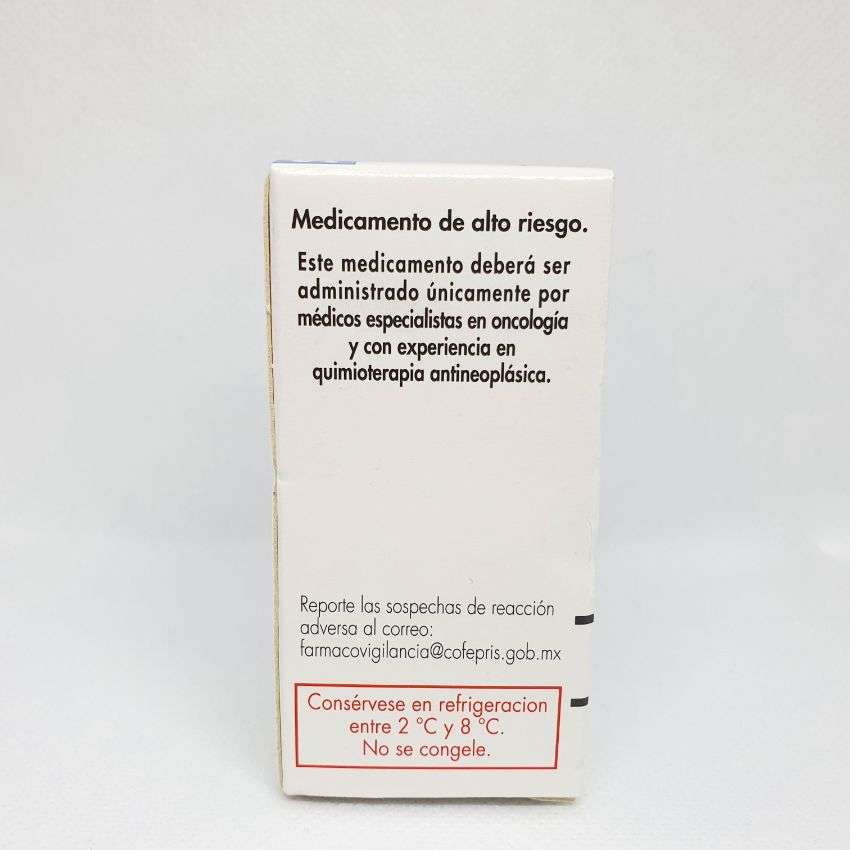 Medicamento de alto riesgo.
Este medicamento deberá ser
administrado únicamente por
médicos especialistas en oncología
y con experiencia en
quimioterapia antineoplásica.
Reporte las sospechas de reacción
adversa al correo:
farmacovigilancia@cofepris.gob.mx
Consérvese en refrigeracion
entre 2 °C y 8 °C.
No se congele.